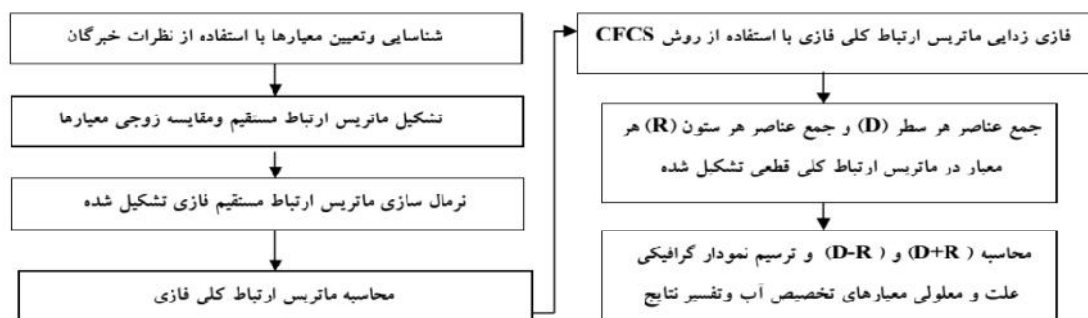 شناسایی وتعیین معیارها با استفاده از نظرات خبرگان
تشکیل ماتریس ارتباط مستقیم ومقایسه زوجی معیارها
نرمال سازی ماتریس ارتباط مستقیم فازی تشکیل شده
محاسبه ماتریس ارتباط کلی فازی
فازی زدایی ماتریس ارتباط کلی فازی با استفاده از روش CFCS
جمع عناصر هر سطر (D) و جمع عناصر هر ستون (R) هر
معیار در ماتریس ارتباط کلی قطعی تشکیل شده
محاسبه ( D+R) و ( D-R) و ترسیم نمودار گرافیکی
علت و معلولی معیارهای تخصیص آب وتفسیر نتایج